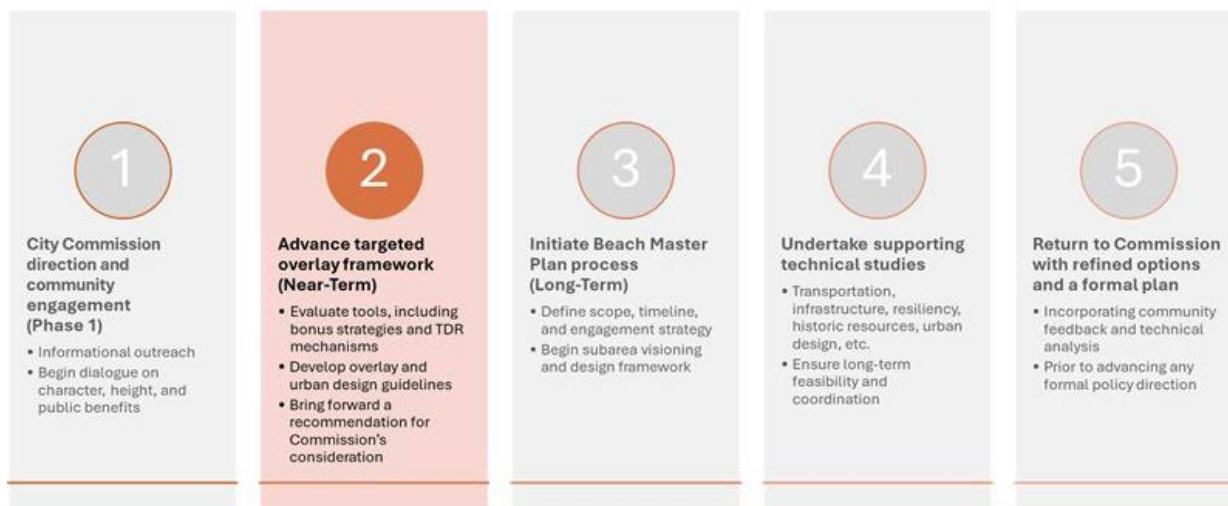 1
City Commission
direction and
community
engagement
(Phase 1)
• Informational outreach
• Begin dialogue on
character, height, and
public benefits
2
Advance targeted
overlay framework
(Near-Term)
• Evaluate tools, including
bonus strategies and TDR
mechanisms
• Develop overlay and
urban design guidelines
• Bring forward a
recommendation for
Commission's
consideration
3
Initiate Beach Master
Plan process
(Long-Term)
• Define scope, timeline,
and engagement strategy
• Begin subarea visioning
and design framework
4
Undertake supporting
technical studies
• Transportation,
infrastructure, resiliency,
historic resources, urban
design, etc.
• Ensure long-term
feasibility and
coordination
5
Return to Commission
with refined options
and a formal plan
• Incorporating community
feedback and technical
analysis
• Prior to advancing any
formal policy direction